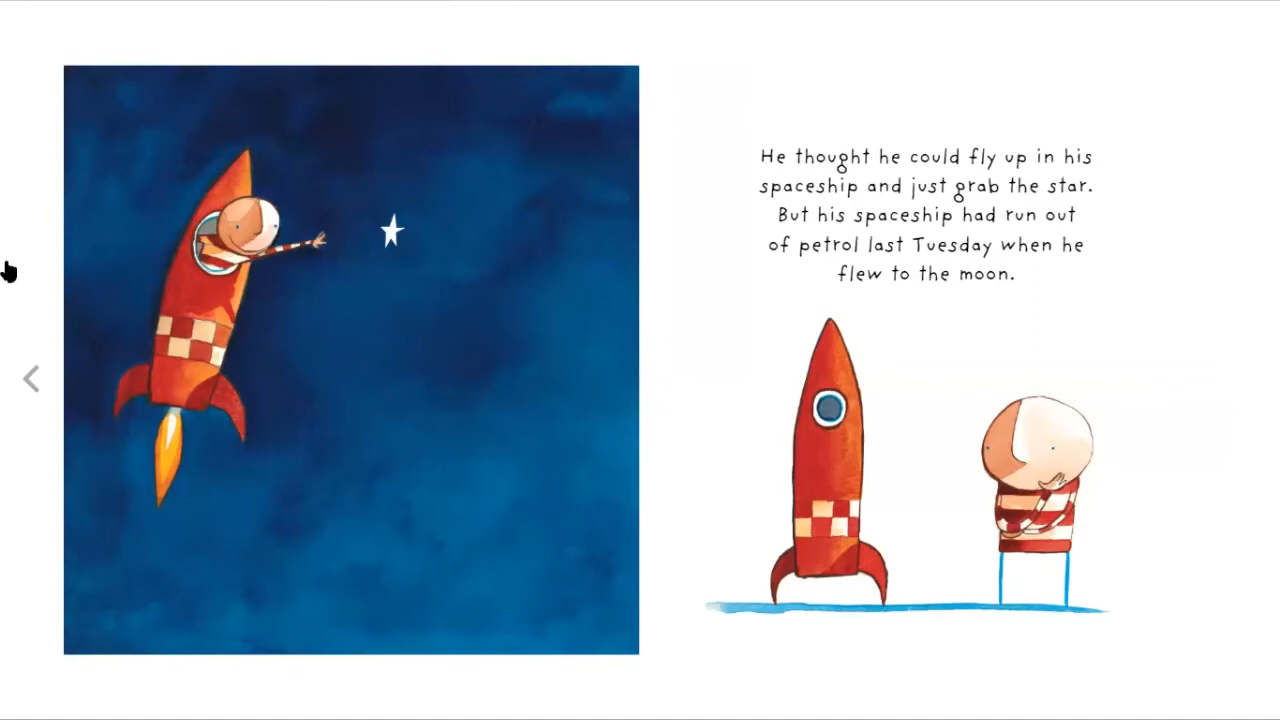 He thought he could fly up in his
spaceship and just grab the star.
But his spaceship had run out
of petrol last Tuesday when he
flew to the moon.